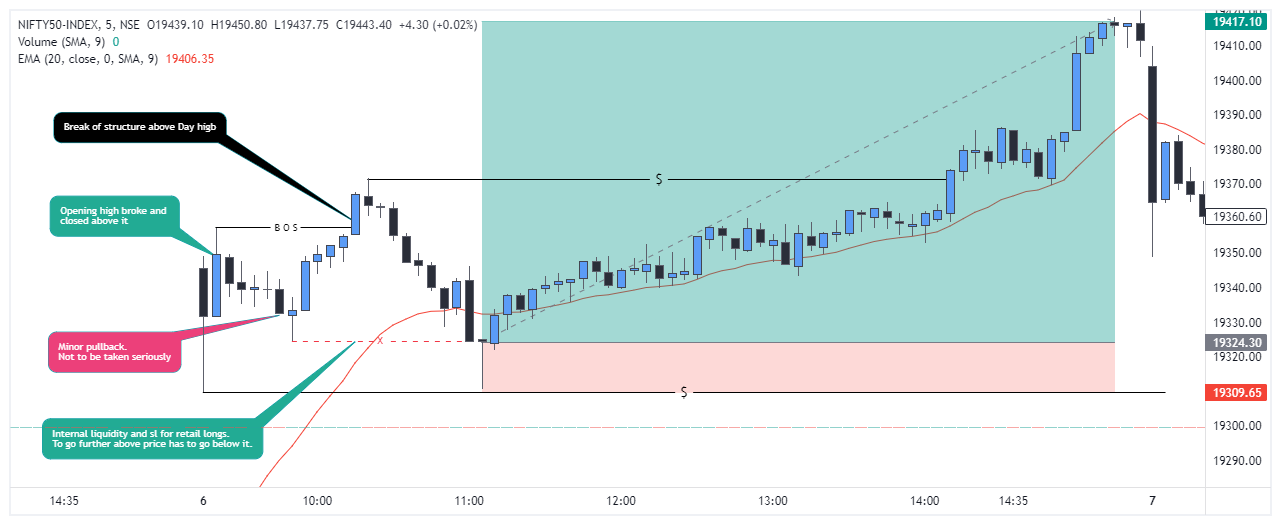 NIFTY50-INDEX, 5, NSE O19439.10 H19450.80 L19437.75 C19443.40 +4.30 (+0.02%)
Volume (SMA, 9) 0
EMA (20, close, 0, SMA, 9) 19406.35
Break of structure above Day higb
Opening high broke and
closed above it
B O S
$
Minor pullback.
Not to be taken seriously
X
$
Internal liquidity and sl for retail longs.
To go further above price has to go below it.
19417.10
19410.00
19400.00
19390.00
19380.00
19370.00
19360.60
19350.00
19340.00
19330.00
19324.30
19320.00
19309.65
19300.00
19290.00
14:35 6 10:00 11:00 12:00 13:00 14:00 14:35 7